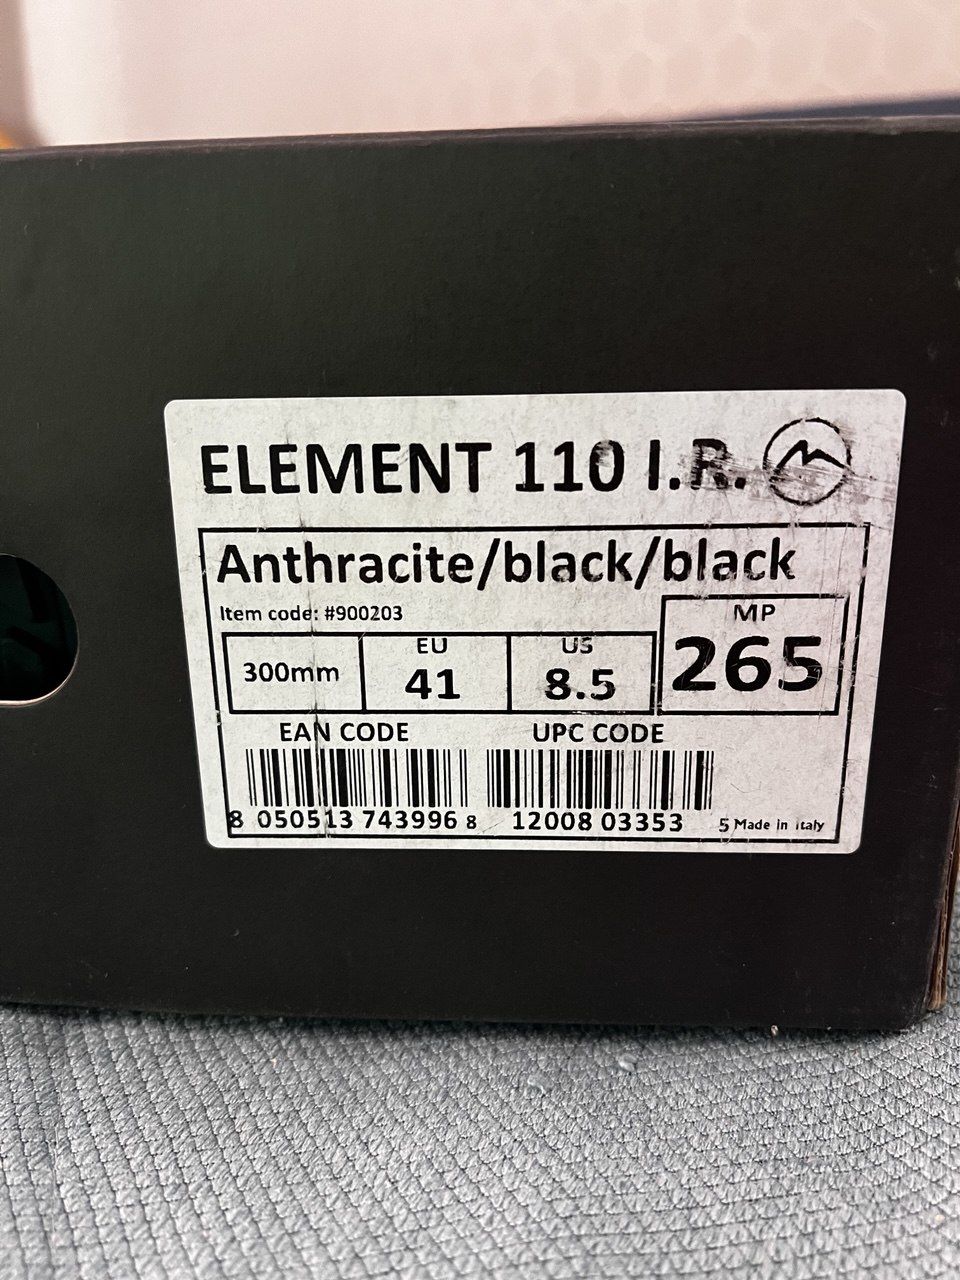 ELEMENT 110 I.R.
Anthracite/black/black
Item code: #900203
MP
265
300mm
EU
41
US
8.5
EAN CODE
UPC CODE
8 050513 743996
8 12008 03353 5
Made in Italy